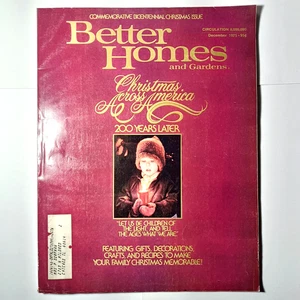 COMMEMORATIVE BICENTENNIAL CHRISTMAS ISSUE
Better
Homes
and Gardens.
Christmas
Across America
200 YEARS LATER
"LET US BE CHILDREN OF
THE LIGHT, AND TELL
THE AGES WHAT WE ARE."
FEATURING GIFTS, DECORATIONS,
CRAFTS, AND RECIPES TO MAKE
YOUR FAMILY CHRISTMAS MEMORABLE!